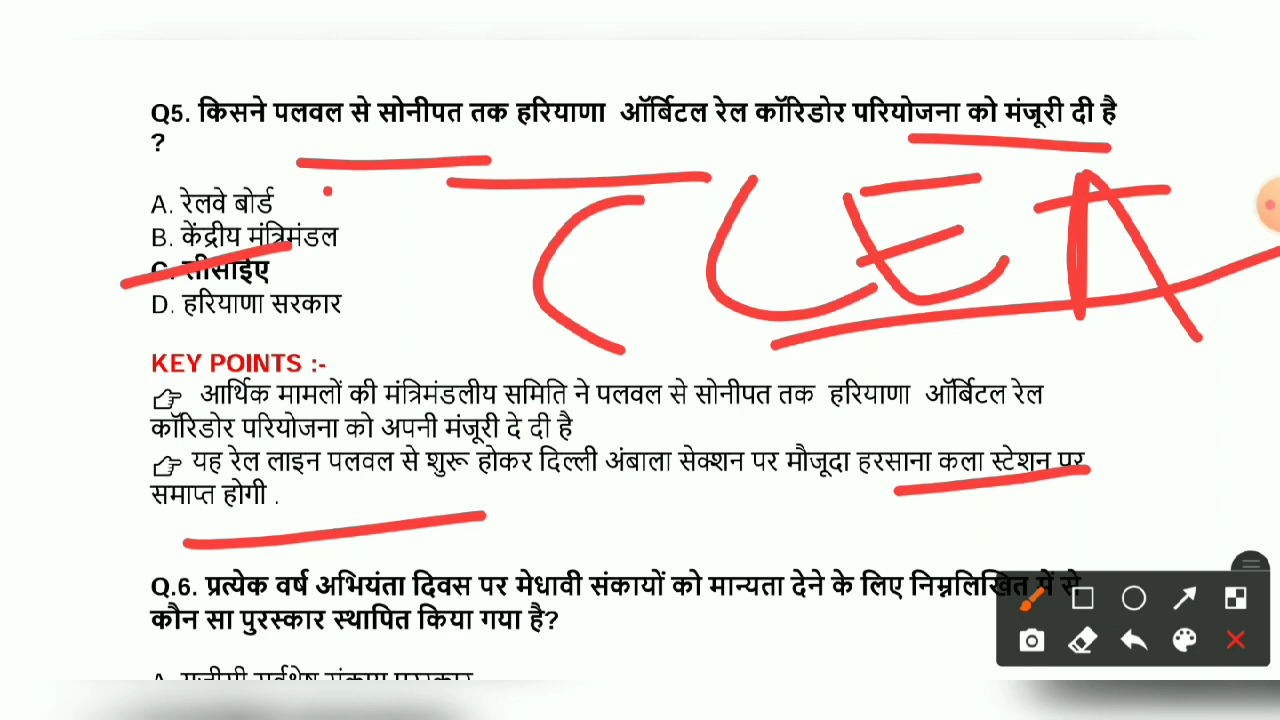 Q5. किसने पलवल से सोनीपत तक हरियाणा ऑर्बिटल रेल कॉरिडोर परियोजना को मंजूरी दी है
?
A. रेलवे बोर्ड
B. केंद्रीय मंत्रिमंडल
C. सीसीईए
D. हरियाणा सरकार
KEY POINTS :-
आर्थिक मामलों की मंत्रिमंडलीय समिति ने पलवल से सोनीपत तक हरियाणा ऑर्बिटल रेल
कॉरिडोर परियोजना को अपनी मंजूरी दे दी है
यह रेल लाइन पलवल से शुरू होकर दिल्ली अंबाला सेक्शन पर मौजूदा हरसाना कला स्टेशन पर
समाप्त होगी .
Q.6. प्रत्येक वर्ष अभियंता दिवस पर मेधावी संकायों को मान्यता देने के लिए निम्नलिखित में से
कौन सा पुरस्कार स्थापित किया गया है?
A.